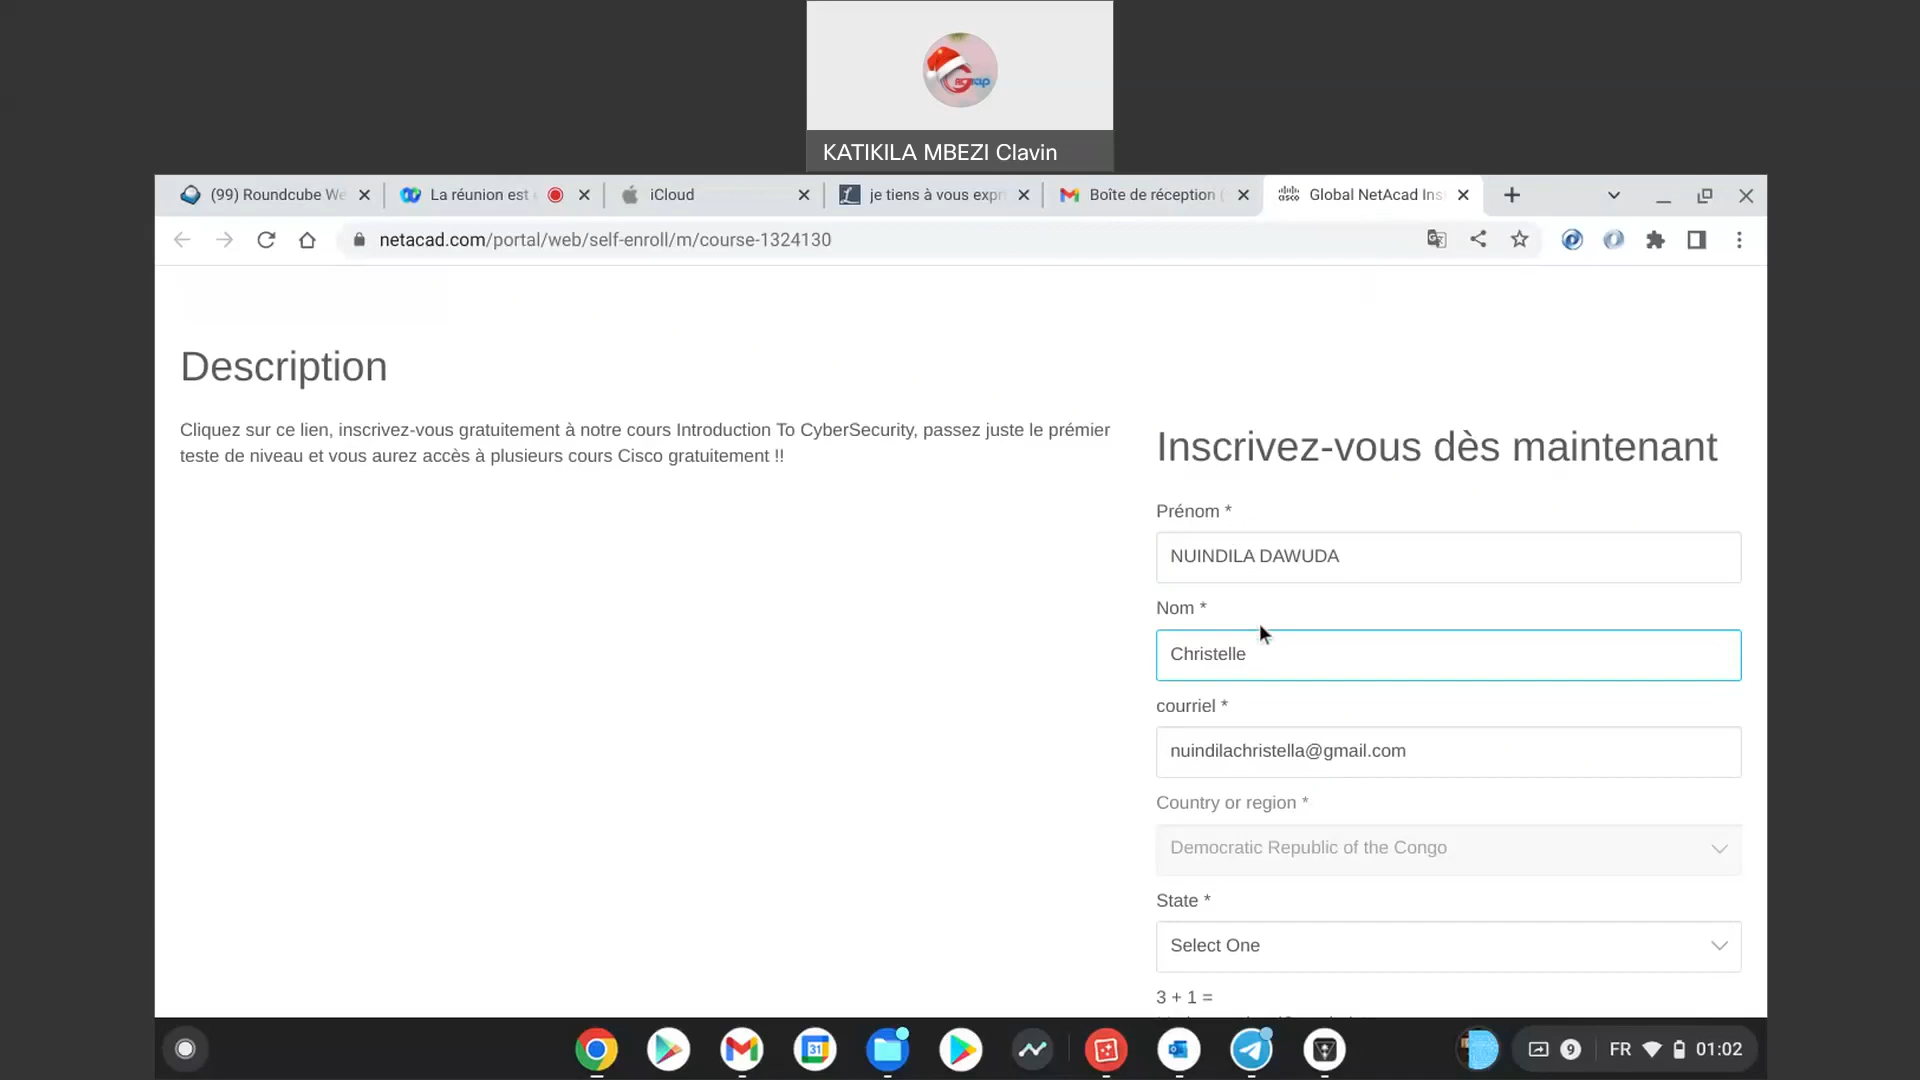 KATIKILA MBEZI Clavin
(99) Roundcube We
La réunion est
iCloud
je tiens à vous expr
Boîte de réception (
Global NetAcad Ins
netacad.com/portal/web/self-enroll/m/course-1324130
Description
Cliquez sur ce lien, inscrivez-vous gratuitement à notre cours Introduction To CyberSecurity, passez juste le prémier
teste de niveau et vous aurez accès à plusieurs cours Cisco gratuitement !!
Inscrivez-vous dès maintenant
Prénom *
NUINDILA DAWUDA
Nom *
Christelle
courriel *
nuindilachristella@gmail.com
Country or region *
Democratic Republic of the Congo
State *
Select One
3 + 1 =
31
9
FR
01:02